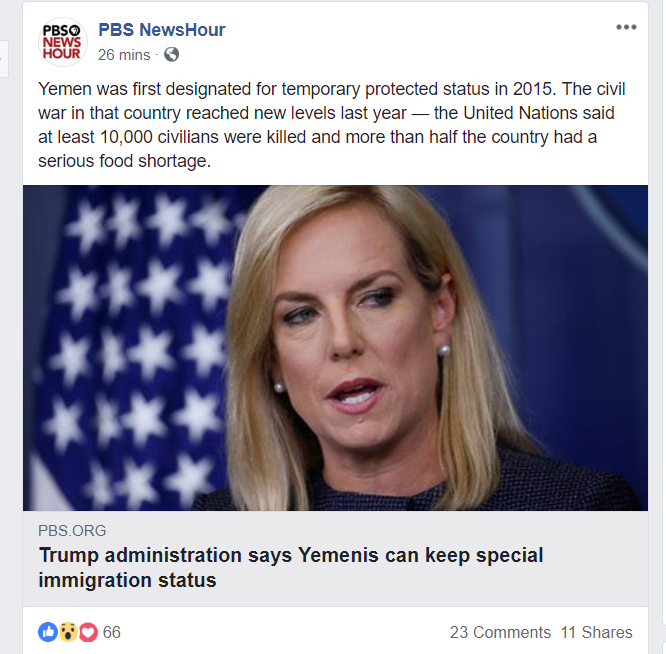 PBS NEWS HOUR
PBS NewsHour
26 mins ·
Yemen was first designated for temporary protected status in 2015. The civil
war in that country reached new levels last year — the United Nations said
at least 10,000 civilians were killed and more than half the country had a
serious food shortage.
PBS.ORG
Trump administration says Yemenis can keep special
immigration status
66
23 Comments 11 Shares